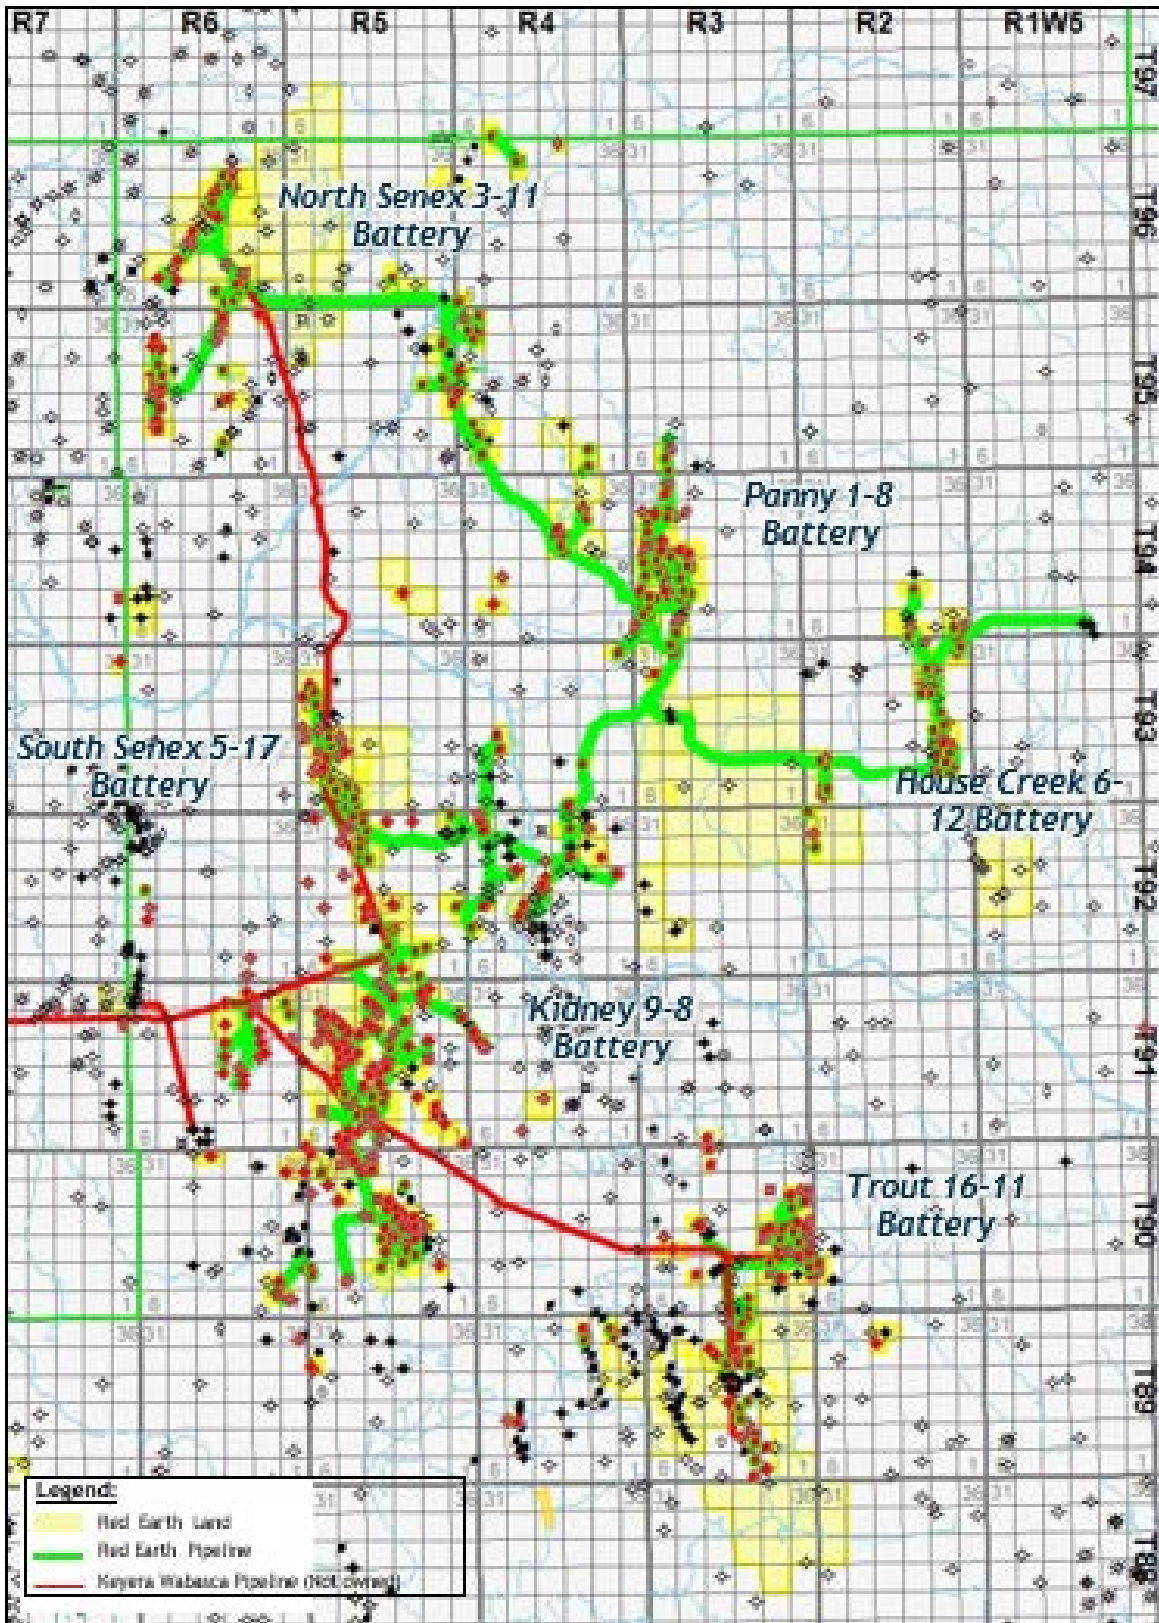 R7 R6 R5 R4 R3 R2 R1W5
T97
North Senex 3-11
Battery
T96
T95
Panny 1-8
Battery
T94
South Senex 5-17
Battery
T93
House Creek 6-
12 Battery
T92
Kidney 9-8
Battery
T91
Trout 16-11
Battery
T90
T89
T88
Legend:
Red Earth Land
Red Earth Pipeline
Keyera Wabasca Pipeline (Not owned)